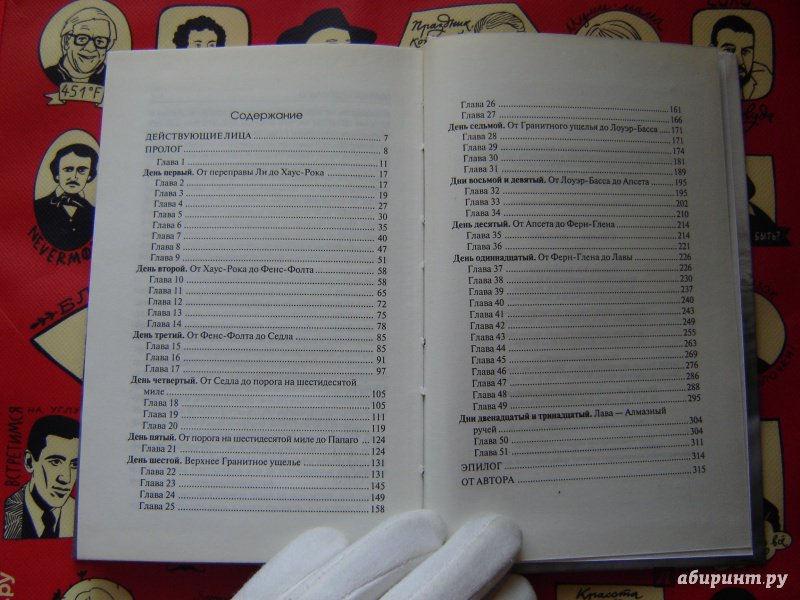 Содержание
ДЕЙСТВУЮЩИЕ ЛИЦА 7
ПРОЛОГ 8
Глава 1 11
День первый. От переправы Ли до Хаус-Рока 17
Глава 2 17
Глава 3 19
Глава 4 27
Глава 5 30
Глава 6 35
Глава 7 40
Глава 8 47
Глава 9 51
День второй. От Хаус-Рока до Фенс-Фолта 58
Глава 10 58
Глава 11 65
Глава 12 72
Глава 13 75
Глава 14 78
День третий. От Фенс-Фолта до Седла 85
Глава 15 85
Глава 16 91
Глава 17 97
День четвертый. От Седла до порога на шестидесятой
миле 105
Глава 18 105
Глава 19 111
Глава 20 119
День пятый. От порога на шестидесятой миле до Папаго 124
Глава 21 124
День шестой. Верхнее Гранитное ущелье 131
Глава 22 131
Глава 23 145
Глава 24 149
Глава 25 158
Глава 26 161
Глава 27 166
День седьмой. От Гранитного ущелья до Лоуэр-Басса 171
Глава 28 171
Глава 29 174
Глава 30 181
Глава 31 189
Дни восьмой и девятый. От Лоуэр-Басса до Апсета 195
Глава 32 195
Глава 33 202
Глава 34 210
День десятый. От Апсета до Ферн-Глена 214
Глава 35 214
Глава 36 221
День одиннадцатый. От Ферн-Глена до Лавы 226
Глава 37 226
Глава 38 230
Глава 39 237
Глава 40 240
Глава 41 243
Глава 42 249
Глава 43 255
Глава 44 263
Глава 45 269
Глава 46 276
Глава 47 286
Глава 48 288
Глава 49 295
Дни двенадцатый и тринадцатый. Лава — Алмазный
ручей 304
Глава 50 304
Глава 51 311
ЭПИЛОГ 314
ОТ АВТОРА 315
451°F
Праздник
NEVERMO
БЫТЬ?
ВСТРЕТИМСЯ
НА УГЛУ
Красота
лабиринт.ру